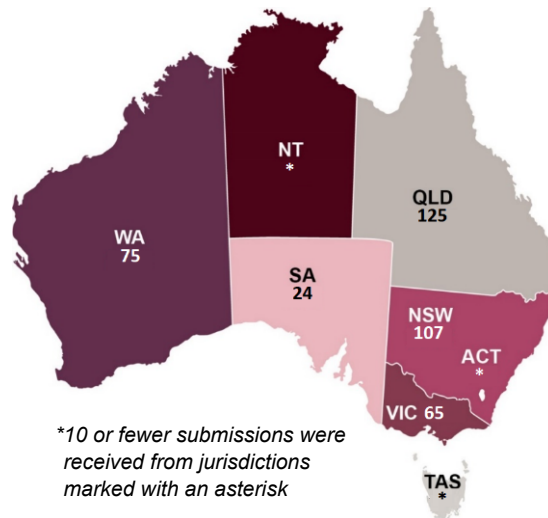 NT
*
QLD
125
WA
75
SA
24
NSW
107
ACT
*
VIC 65
*10 or fewer submissions were
received from jurisdictions
marked with an asterisk
TAS
*